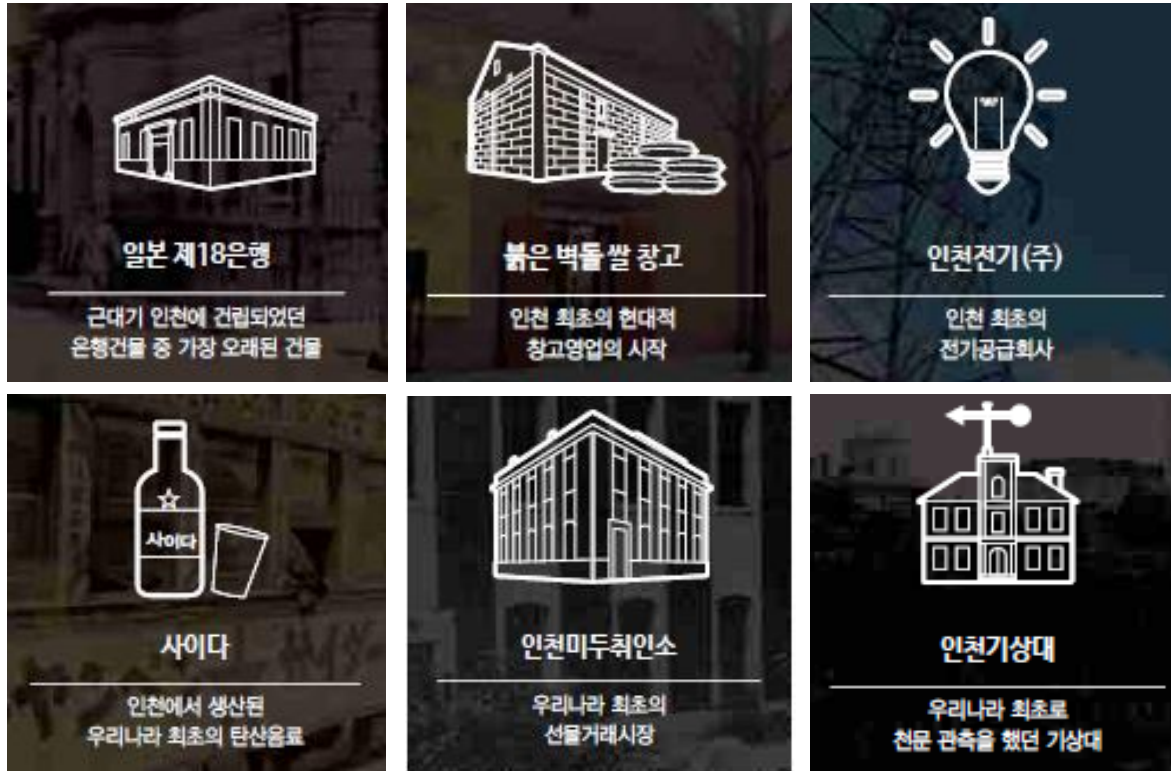 일본 제18은행
근대기 인천에 건립되었던
은행건물 중 가장 오래된 건물
붉은 벽돌 쌀 창고
인천 최초의 현대적
창고영업의 시작
인천전기(주)
인천 최초의
전기공급회사
사이다
사이다
인천에서 생산된
우리나라 최초의 탄산음료
인천미두취인소
우리나라 최초의
선물거래시장
인천기상대
우리나라 최초로
천문 관측을 했던 기상대